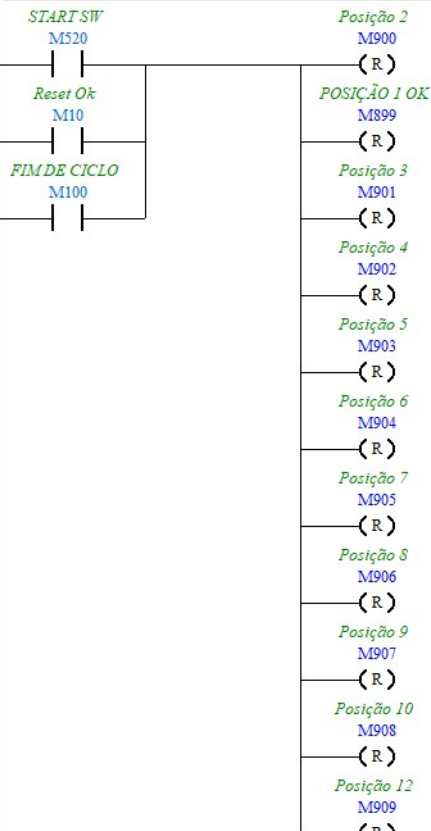 START SW
M520
Reset Ok
M10
FIM DE CICLO
M100
Posição 2
M900
R
POSIÇÃO 1 OK
M899
R
Posição 3
M901
R
Posição 4
M902
R
Posição 5
M903
R
Posição 6
M904
R
Posição 7
M905
R
Posição 8
M906
R
Posição 9
M907
R
Posição 10
M908
R
Posição 12
M909
R